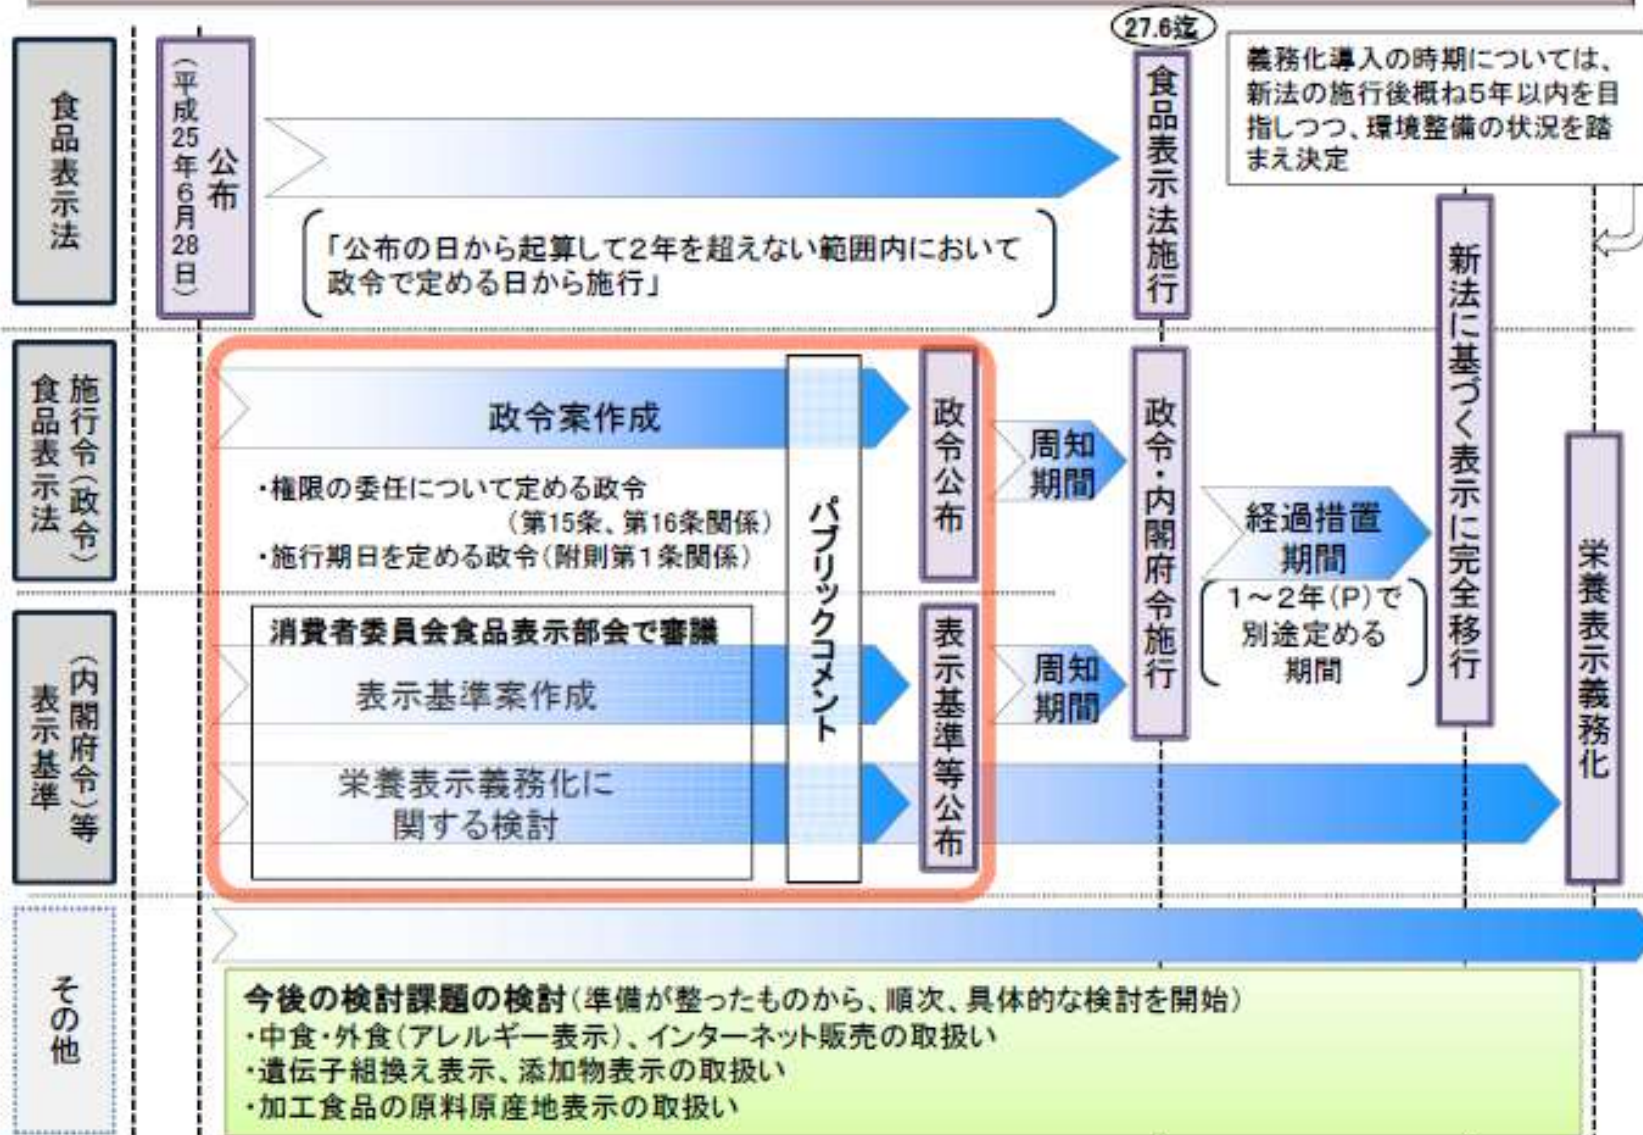 食品表示法
公布
(平成25年6月28日)
27.6迄
食品表示法施行
義務化導入の時期については、
新法の施行後概ね5年以内を目
指しつつ、環境整備の状況を踏
まえ決定
「公布の日から起算して2年を超えない範囲内において
政令で定める日から施行」
新法に基づく表示に完全移行
施行令(政令)
食品表示法
政令案作成
・権限の委任について定める政令
(第15条、第16条関係)
・施行期日を定める政令(附則第1条関係)
パブリックコメント
政令公布
周知
期間
政令・内閣府令施行
経過措置
期間
1～2年(P)で
別途定める
期間
栄養表示義務化
(内閣府令)等
表示基準
消費者委員会食品表示部会で審議
表示基準案作成
栄養表示義務化に
関する検討
表示基準等公布
周知
期間
その他
今後の検討課題の検討(準備が整ったものから、順次、具体的な検討を開始)
・中食・外食(アレルギー表示)、インターネット販売の取扱い
・遺伝子組換え表示、添加物表示の取扱い
・加工食品の原料原産地表示の取扱い